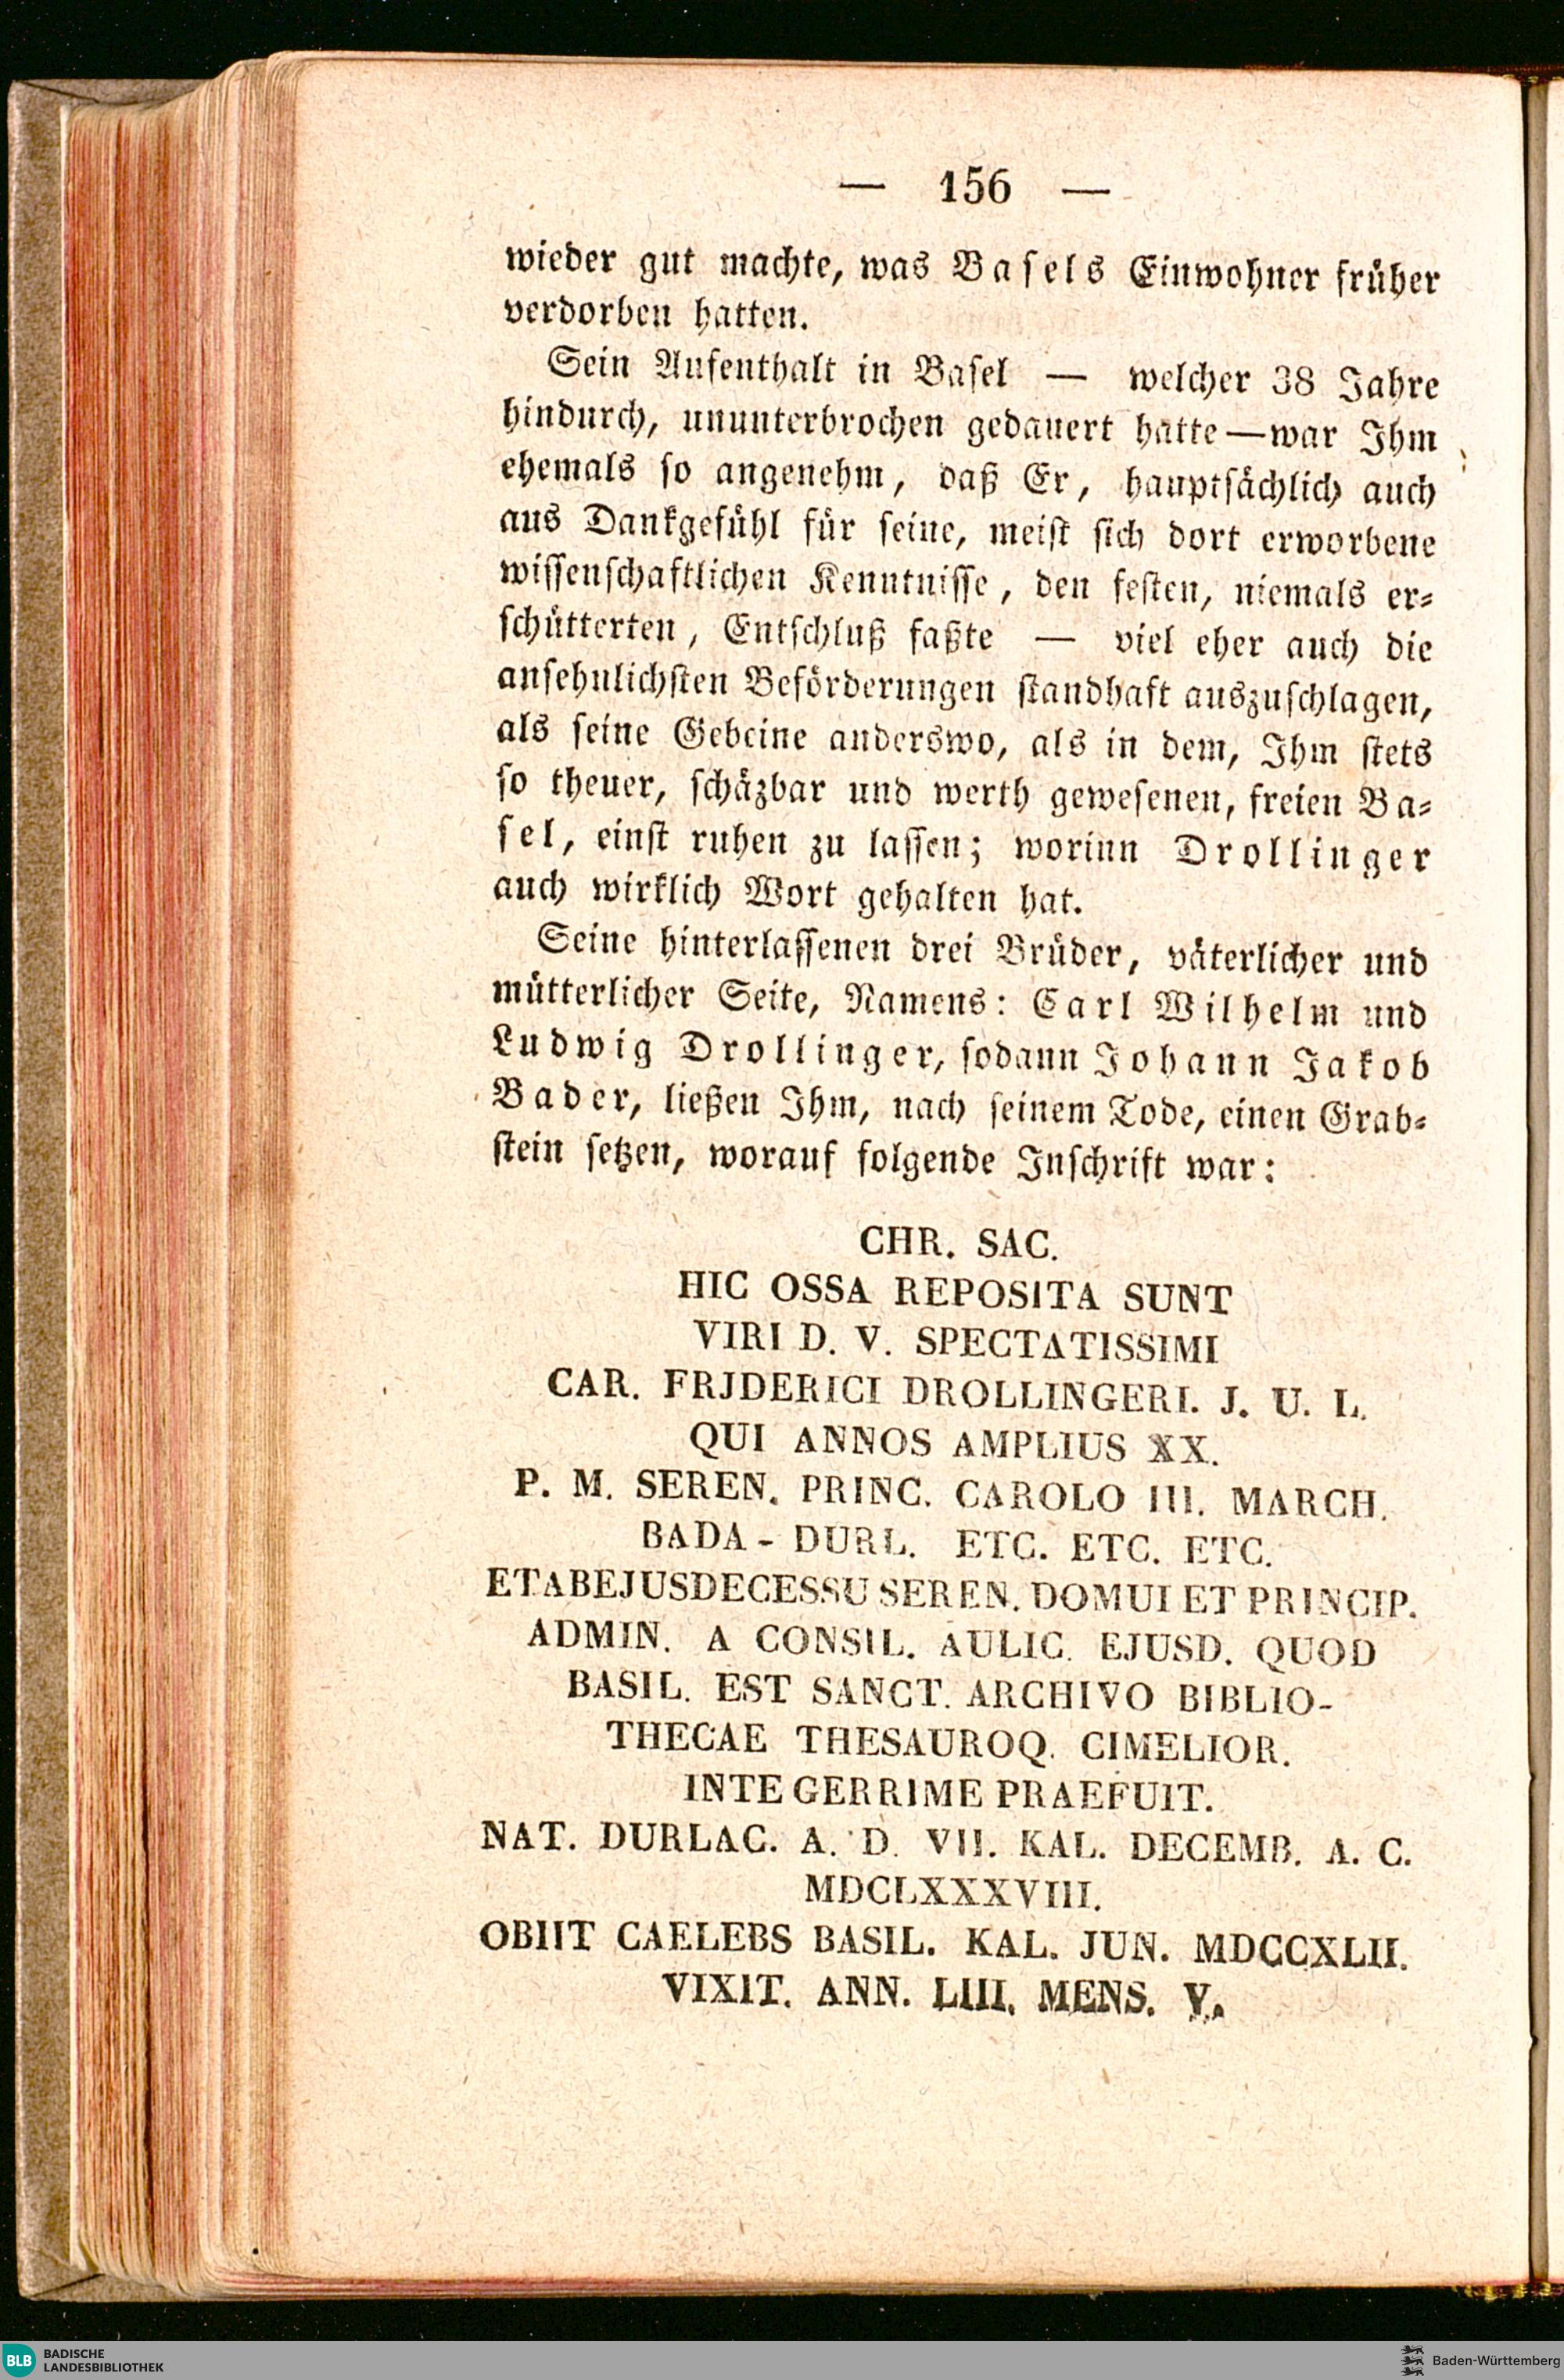 — 156 —
wieder gut machte, was Basels Einwohner früher
verdorben hatten.
Sein Aufenthalt in Basel — welcher 38 Jahre
hindurch, ununterbrochen gedauert hatte—war Ihm
ehemals so angenehm, daß Er, hauptsächlich auch
aus Dankgefühl für seine, meist sich dort erworbene
wissenschaftlichen Kenntnisse, den festen, niemals er-
schütterten, Entschluß faßte — viel eher auch die
ansehnlichsten Beförderungen standhaft auszuschlagen,
als seine Gebeine anderswo, als in dem, Ihm stets
so theuer, schäzbar und werth gewesenen, freien Ba-
sel, einst ruhen zu lassen; worinn Drollinger
auch wirklich Wort gehalten hat.
Seine hinterlassenen drei Brüder, väterlicher und
mütterlicher Seite, Namens: Carl Wilhelm und
Ludwig Drollinger, sodann Johann Jakob
Bader, ließen Ihm, nach seinem Tode, einen Grab-
stein setzen, worauf folgende Inschrift war:
CHR. SAC.
HIC OSSA REPOSITA SUNT
VIRI D. V. SPECTATISSIMI
CAR. FRJDERICI DROLLINGERI. J. U. L.
QUI ANNOS AMPLIUS XX.
P. M. SEREN. PRINC. CAROLO III. MARCH.
BADA - DURL. ETC. ETC. ETC.
ETABEJUSDECESSU SEREN. DOMUI ET PRINCIP.
ADMIN. A CONSIL. AULIC. EJUSD. QUOD
BASIL. EST SANCT. ARCHIVO BIBLIO-
THECAE THESAUROQ. CIMELIOR.
INTEGERRIME PRAEFUIT.
NAT. DURLAC. A. D. VII. KAL. DECEMB. A. C.
MDCLXXXVIII.
OBIIT CAELEBS BASIL. KAL. JUN. MDCCXLII.
VIXIT. ANN. LIII. MENS. V.
BLB BADISCHE
LANDESBIBLIOTHEK
Baden-Württemberg